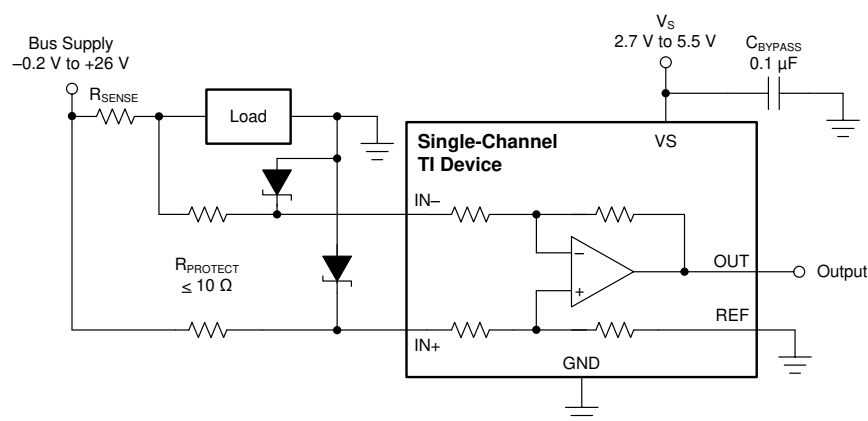 Bus Supply
–0.2 V to +26 V
RSENSE
Load
VS
2.7 V to 5.5 V
CBYPASS
0.1 µF
Single-Channel
TI Device
VS
IN–
RPROTECT
≤ 10 Ω
–
+
OUT
Output
REF
IN+
GND